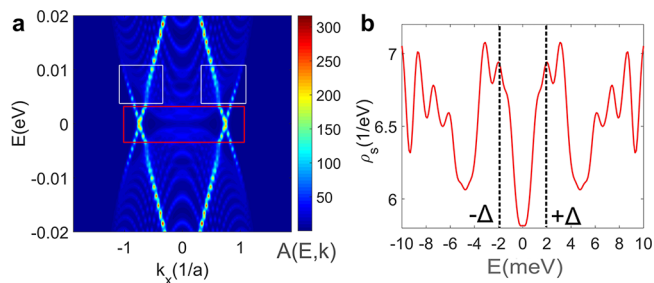 a
0.02
0.01
0
-0.01
-0.02
E(eV)
-1 0 1
kx(1/a)
300
250
200
150
100
50
A(E,k)
b
7
6.5
6
ρs(1/eV)
-Δ +Δ
-10 -8 -6 -4 -2 0 2 4 6 8 10
E(meV)